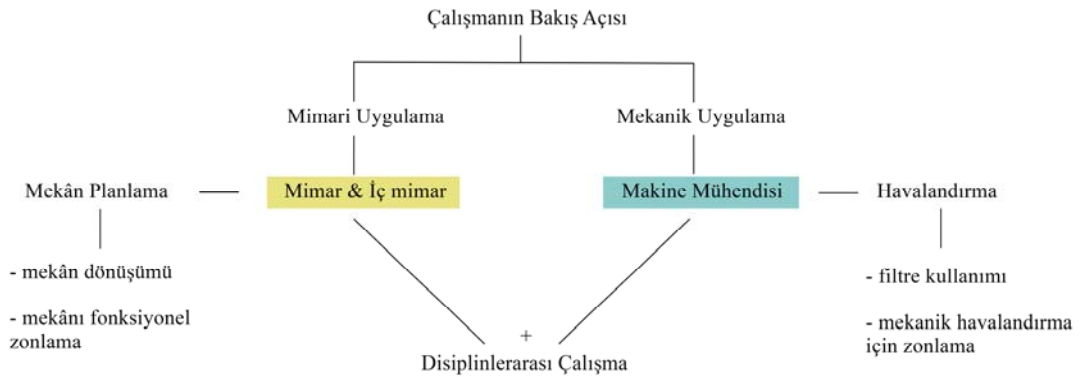 Çalışmanın Bakış Açısı
Mimari Uygulama
Mekanik Uygulama
Mekân Planlama
Mimar & İç mimar
Makine Mühendisi
Havalandırma
- mekân dönüşümü
- mekânı fonksiyonel
zonlama
- filtre kullanımı
- mekanik havalandırma
için zonlama
+
Disiplinlerarası Çalışma